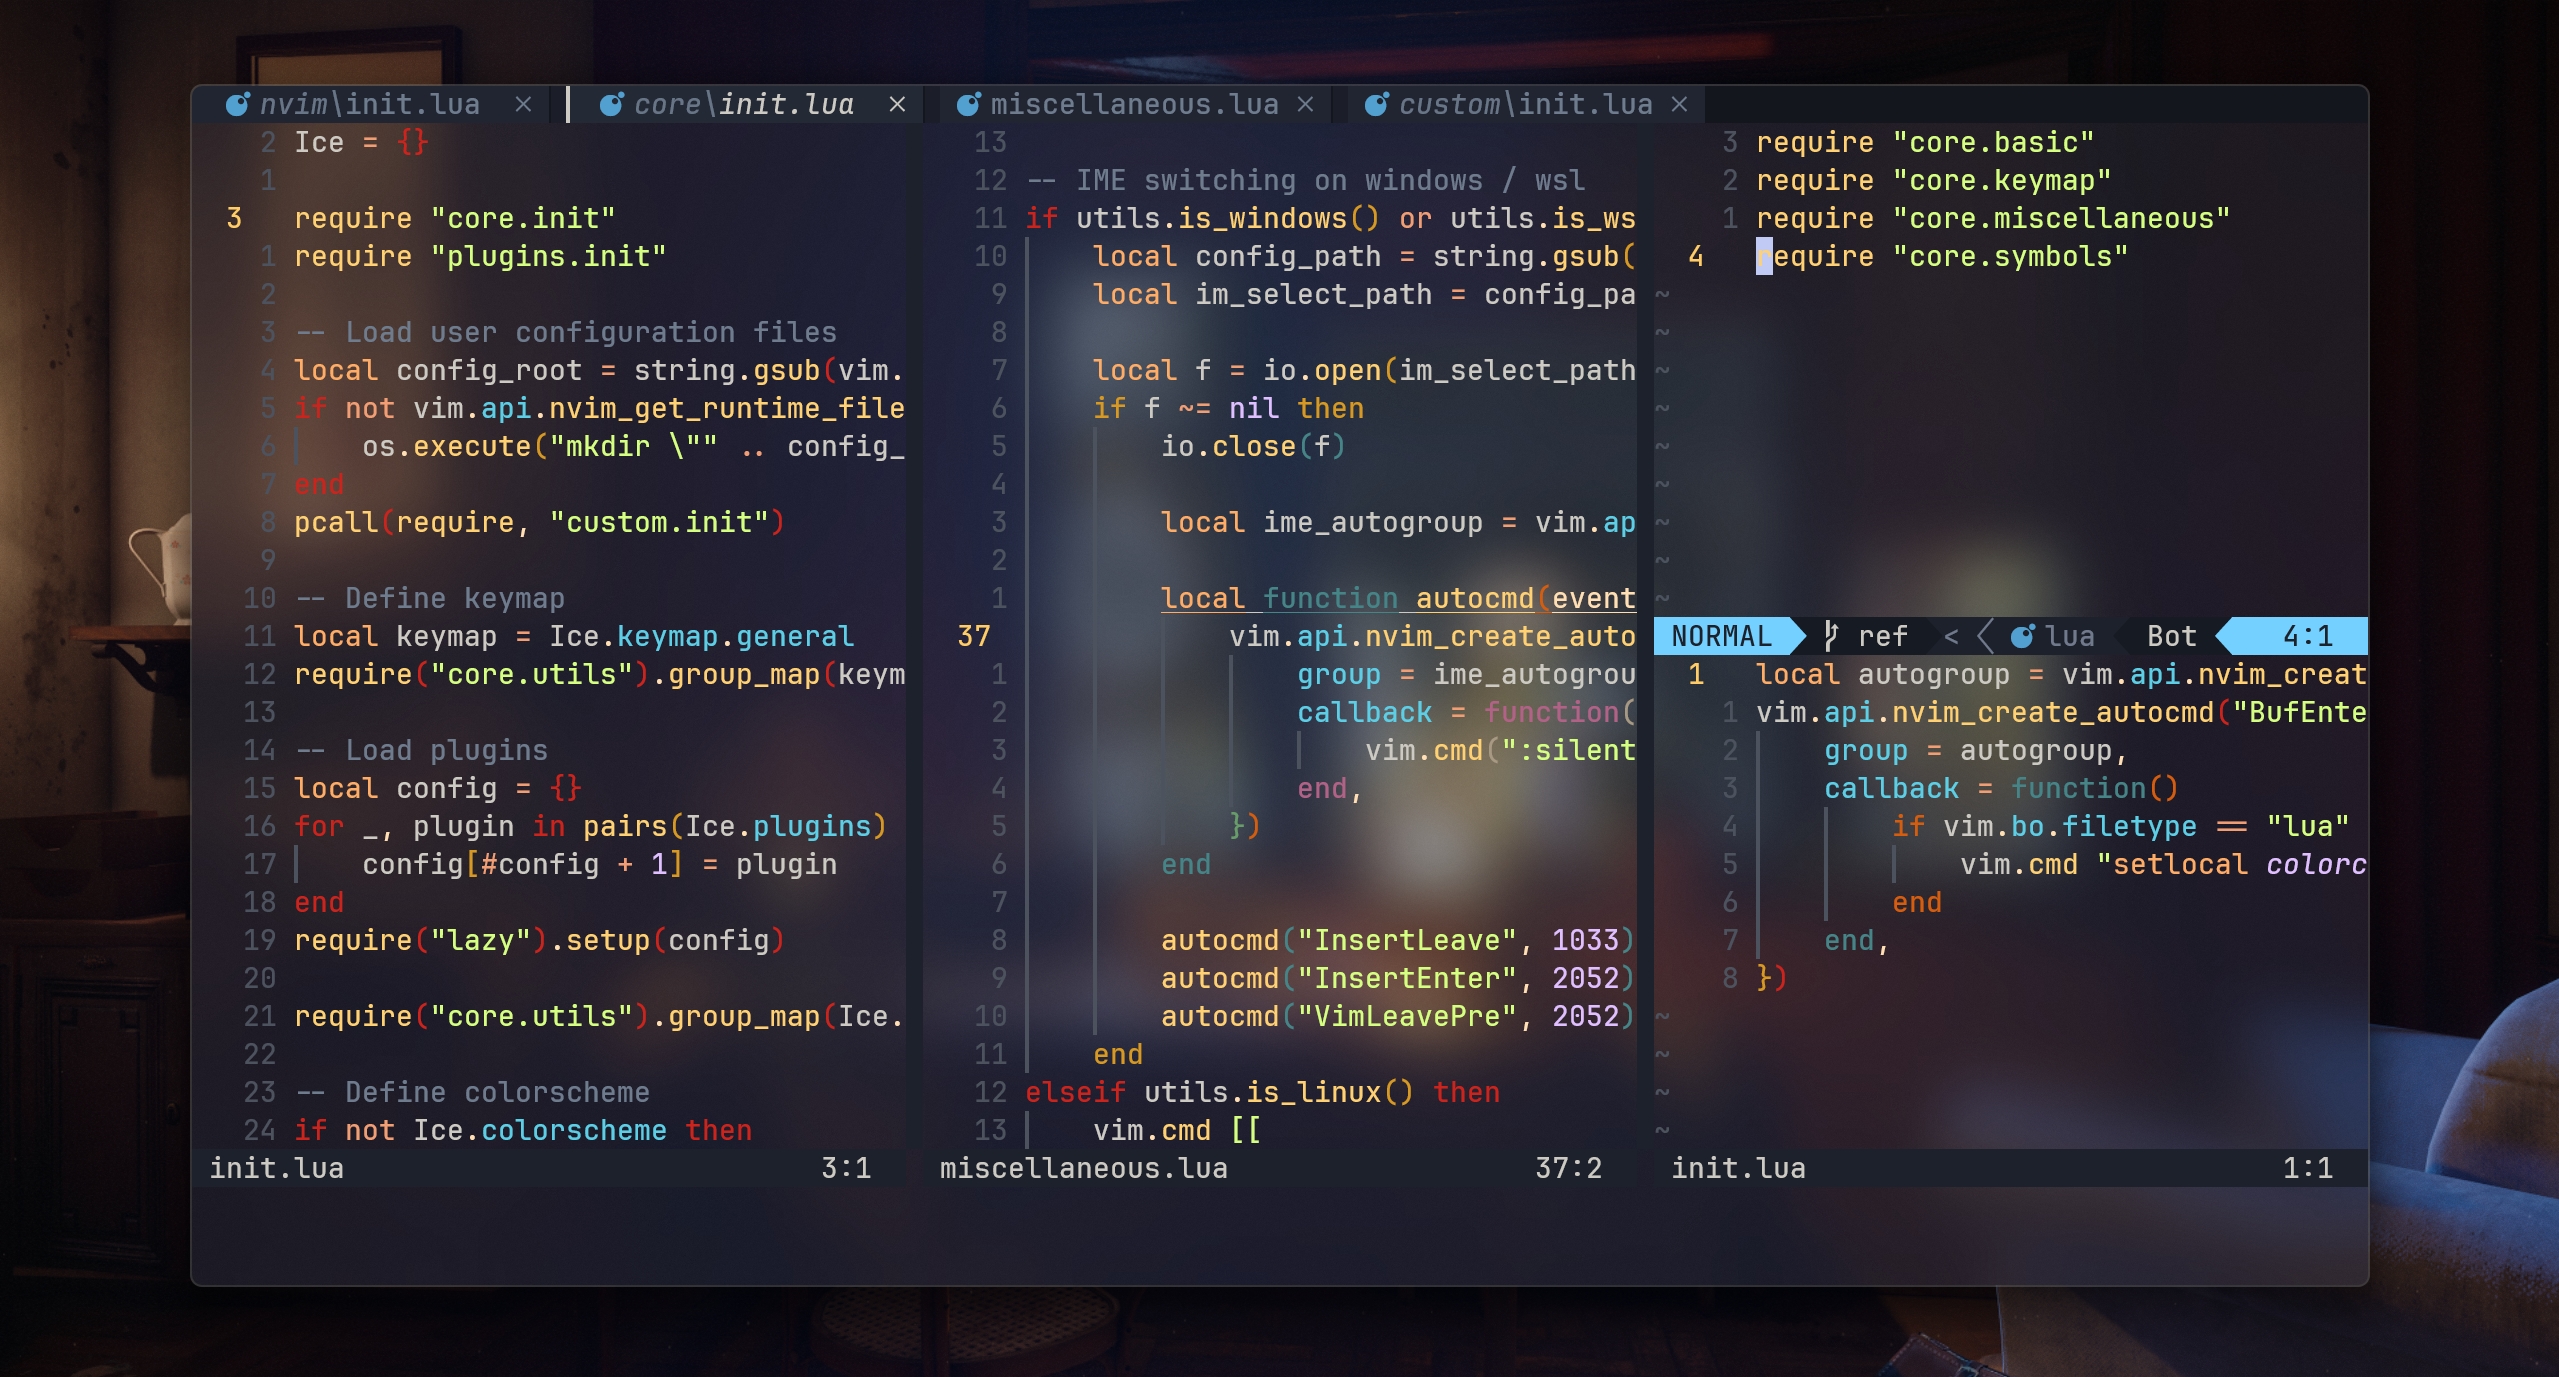 nvim\init.lua × core\init.lua × miscellaneous.lua × custom\init.lua ×
2 Ice = {}
1
3 require "core.init"
1 require "plugins.init"
2
3 -- Load user configuration files
4 local config_root = string.gsub(vim.
5 if not vim.api.nvim_get_runtime_file
6 os.execute("mkdir \"" .. config_
7 end
8 pcall(require, "custom.init")
9
10 -- Define keymap
11 local keymap = Ice.keymap.general
12 require("core.utils").group_map(keym
13
14 -- Load plugins
15 local config = {}
16 for _, plugin in pairs(Ice.plugins)
17 config[#config + 1] = plugin
18 end
19 require("lazy").setup(config)
20
21 require("core.utils").group_map(Ice.
22
23 -- Define colorscheme
24 if not Ice.colorscheme then
init.lua 3:1
13
12 -- IME switching on windows / wsl
11 if utils.is_windows() or utils.is_ws
10 local config_path = string.gsub(
9 local im_select_path = config_pa
8
7 local f = io.open(im_select_path
6 if f ~= nil then
5 io.close(f)
4
3 local ime_autogroup = vim.ap
2
1 local function autocmd(event
37 vim.api.nvim_create_auto
1 group = ime_autogrou
2 callback = function(
3 vim.cmd(":silent
4 end,
5 })
6 end
7
8 autocmd("InsertLeave", 1033)
9 autocmd("InsertEnter", 2052)
10 autocmd("VimLeavePre", 2052)
11 end
12 elseif utils.is_linux() then
13 vim.cmd [[
miscellaneous.lua 37:2
3 require "core.basic"
2 require "core.keymap"
1 require "core.miscellaneous"
4 require "core.symbols"
~
~
~
~
~
~
~
~
~
NORMAL ref < lua Bot 4:1
1 local autogroup = vim.api.nvim_creat
1 vim.api.nvim_create_autocmd("BufEnte
2 group = autogroup,
3 callback = function()
4 if vim.bo.filetype == "lua"
5 vim.cmd "setlocal colorc
6 end
7 end,
8 })
~
~
~
~
init.lua 1:1